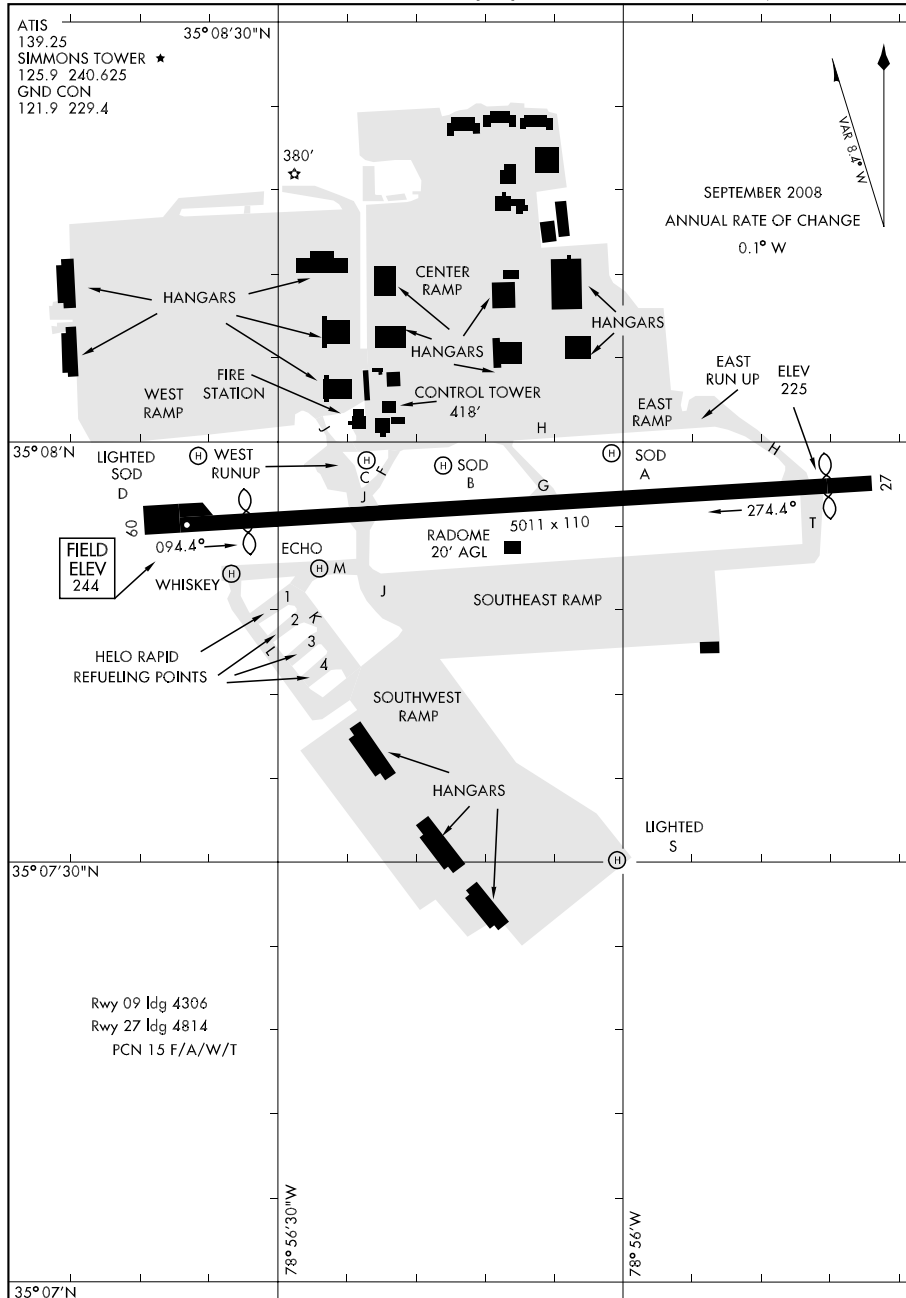 ATIS
139.25
SIMMONS TOWER ★
125.9 240.625
GND CON
121.9 229.4
35°08'30"N
380'
VAR 8.4° W
SEPTEMBER 2008
ANNUAL RATE OF CHANGE
0.1° W
HANGARS
CENTER
RAMP
HANGARS
HANGARS
FIRE
STATION
WEST
RAMP
CONTROL TOWER
418'
EAST
RUN UP
ELEV
225
EAST
RAMP
J
H
H
35°08'N
LIGHTED
SOD
D
H
WEST
RUNUP
H
C
F
J
H
SOD
B
G
H
SOD
A
09
27
5011 x 110
274.4°
T
094.4°
FIELD
ELEV
244
ECHO
RADOME
20' AGL
WHISKEY
H
H
M
J
SOUTHEAST RAMP
1
2
K
3
L
4
HELO RAPID
REFUELING POINTS
SOUTHWEST
RAMP
HANGARS
LIGHTED
S
H
35°07'30"N
Rwy 09 ldg 4306
Rwy 27 ldg 4814
PCN 15 F/A/W/T
78°56'30"W
78°56'W
35°07'N